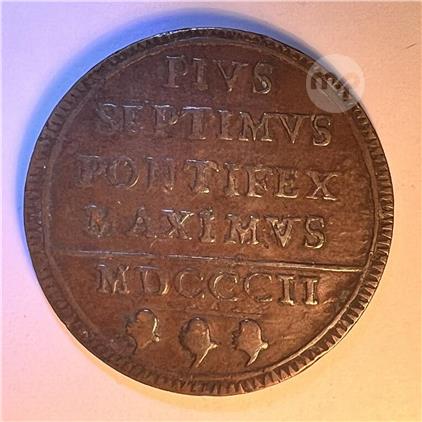 PIVS
SEPTIMVS
PONTIFEX
MAXIMVS
MDCCCII